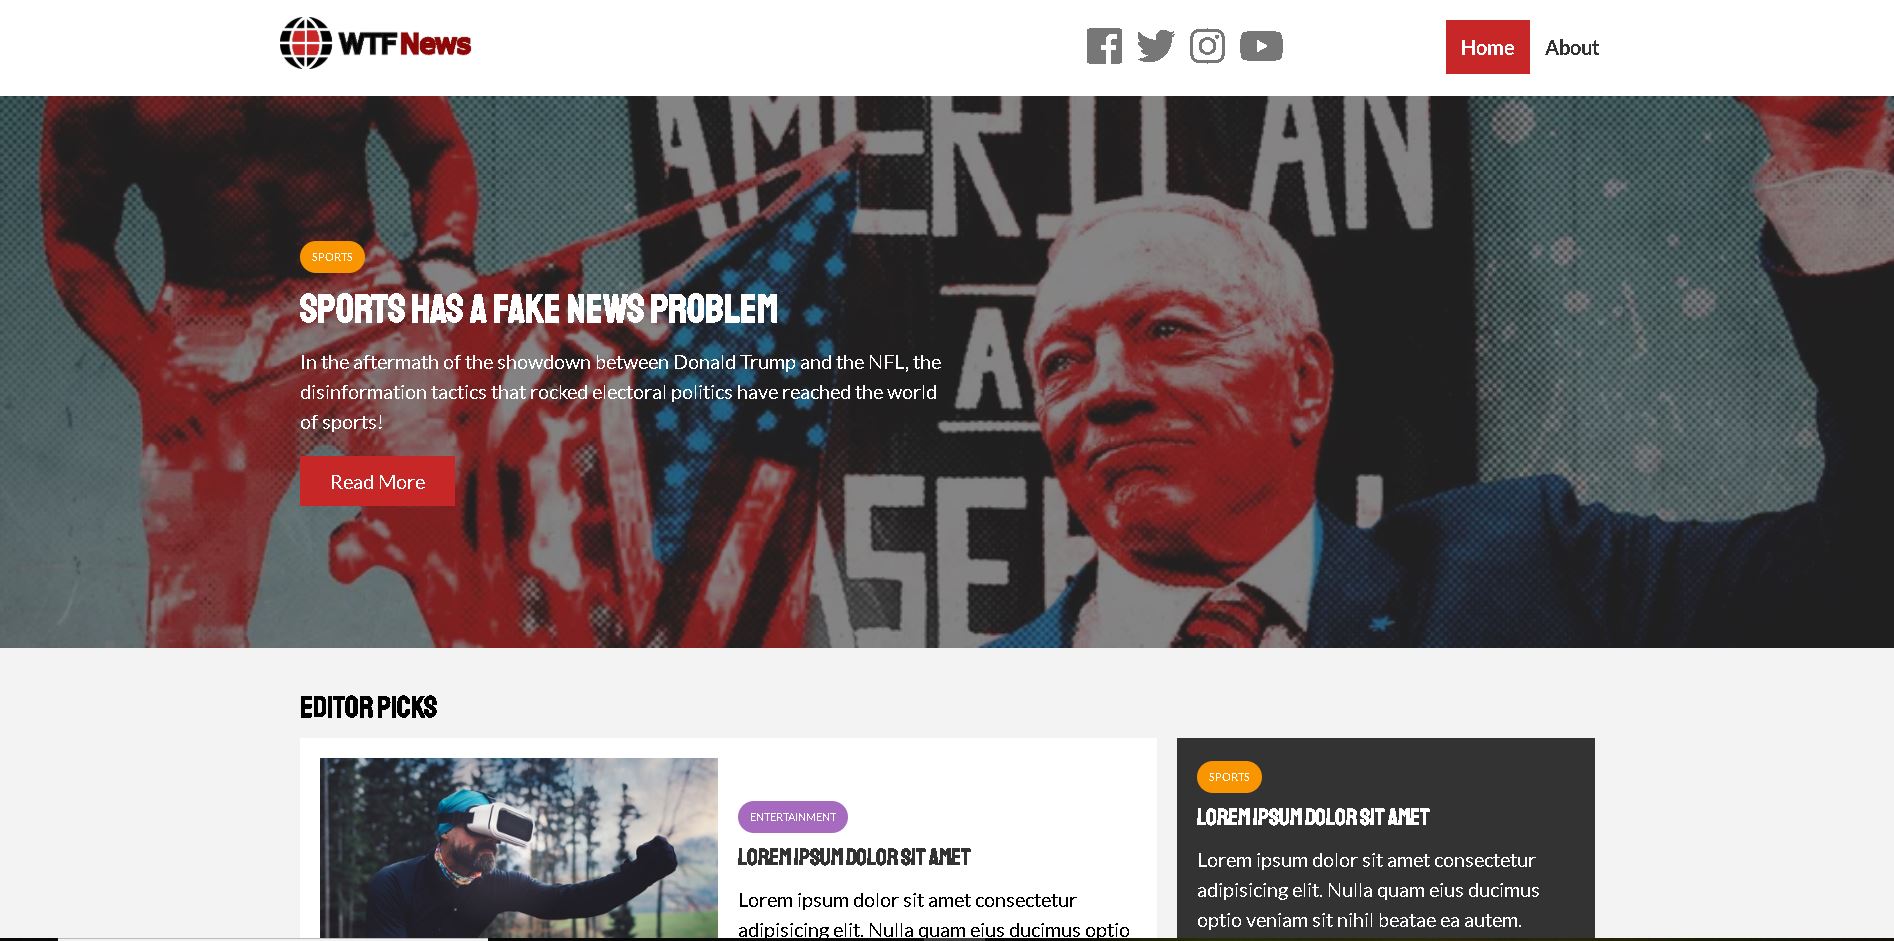 WTF News
Home
About
AMERICAN
A
SE
SPORTS
SPORTS HAS A FAKE NEWS PROBLEM
In the aftermath of the showdown between Donald Trump and the NFL, the
disinformation tactics that rocked electoral politics have reached the world
of sports!
Read More
EDITOR PICKS
ENTERTAINMENT
LOREM IPSUM DOLOR SIT AMET
Lorem ipsum dolor sit amet consectetur
adipisicing elit. Nulla quam eius ducimus optio
SPORTS
LOREM IPSUM DOLOR SIT AMET
Lorem ipsum dolor sit amet consectetur
adipisicing elit. Nulla quam eius ducimus
optio veniam sit nihil beatae ea autem.